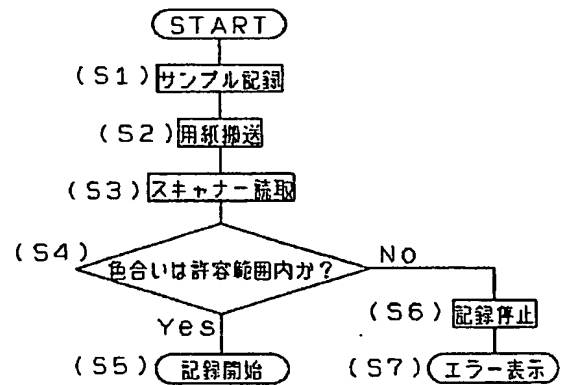 START
(S1) サンプル記録
(S2) 用紙搬送
(S3) スキャナー読取
(S4) 色合いは許容範囲内か?
No
Yes
(S6) 記録停止
(S5) 記録開始
(S7) エラー表示